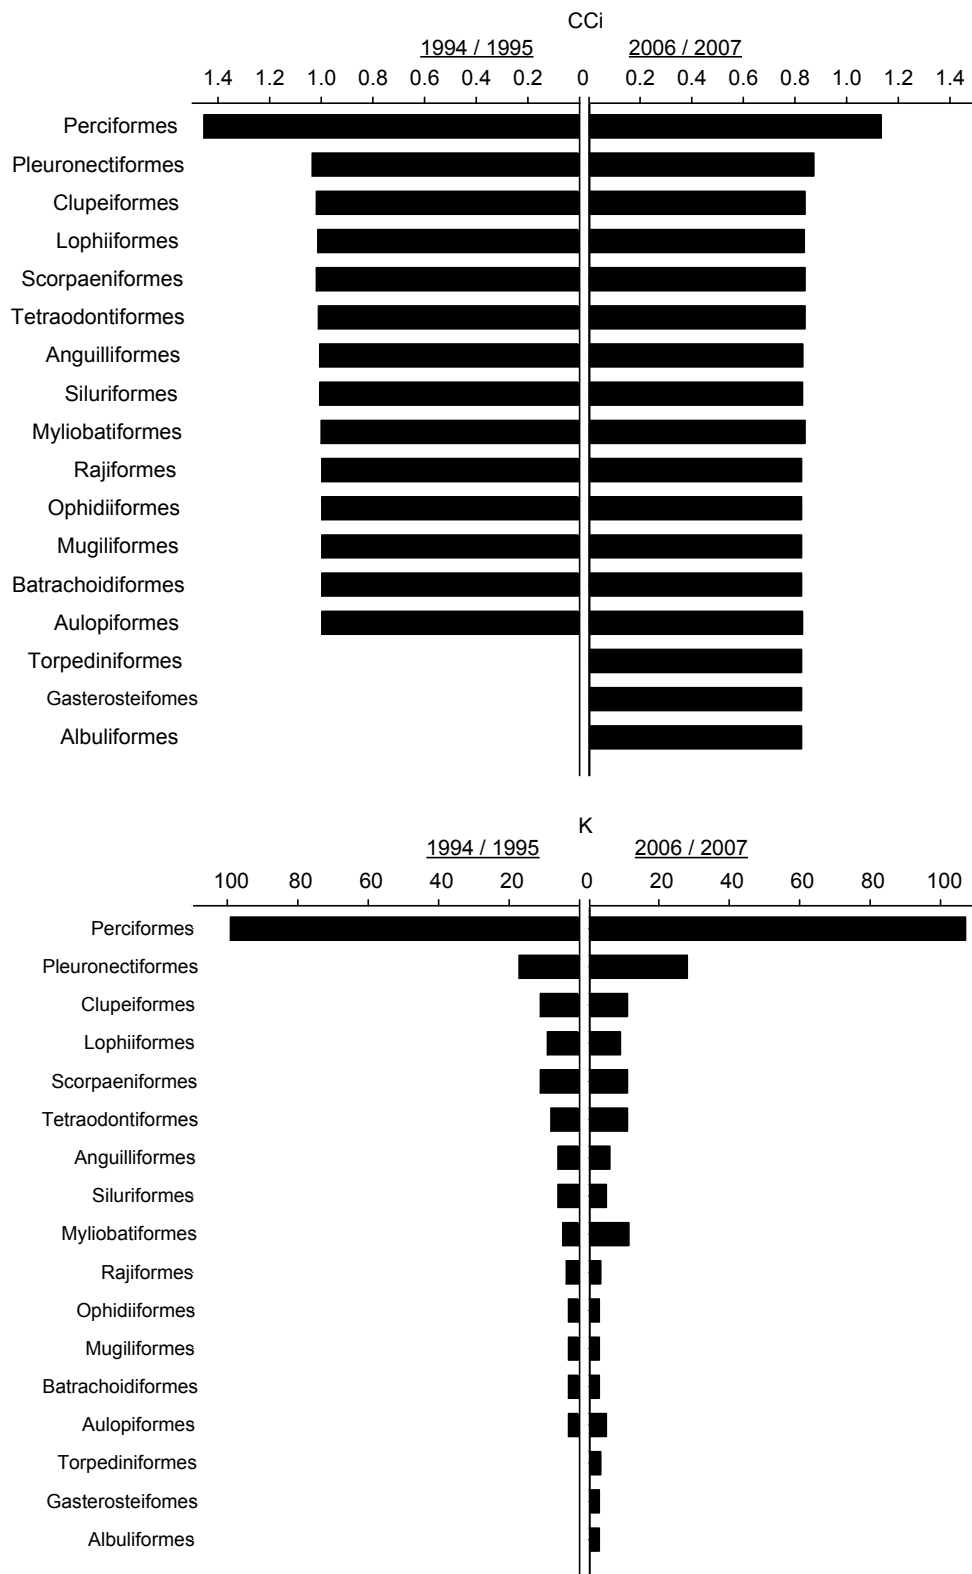 CCi
1994 / 1995 2006 / 2007
1.4 1.2 1.0 0.8 0.6 0.4 0.2 0 0.2 0.4 0.6 0.8 1.0 1.2 1.4
Perciformes
Pleuronectiformes
Clupeiformes
Lophiiformes
Scorpaeniformes
Tetraodontiformes
Anguilliformes
Siluriformes
Myliobatiformes
Rajiformes
Ophidiiformes
Mugiliformes
Batrachoidiformes
Aulopiformes
Torpediniformes
Gasterosteifomes
Albuliformes
K
1994 / 1995 2006 / 2007
100 80 60 40 20 0 20 40 60 80 100
Perciformes
Pleuronectiformes
Clupeiformes
Lophiiformes
Scorpaeniformes
Tetraodontiformes
Anguilliformes
Siluriformes
Myliobatiformes
Rajiformes
Ophidiiformes
Mugiliformes
Batrachoidiformes
Aulopiformes
Torpediniformes
Gasterosteifomes
Albuliformes